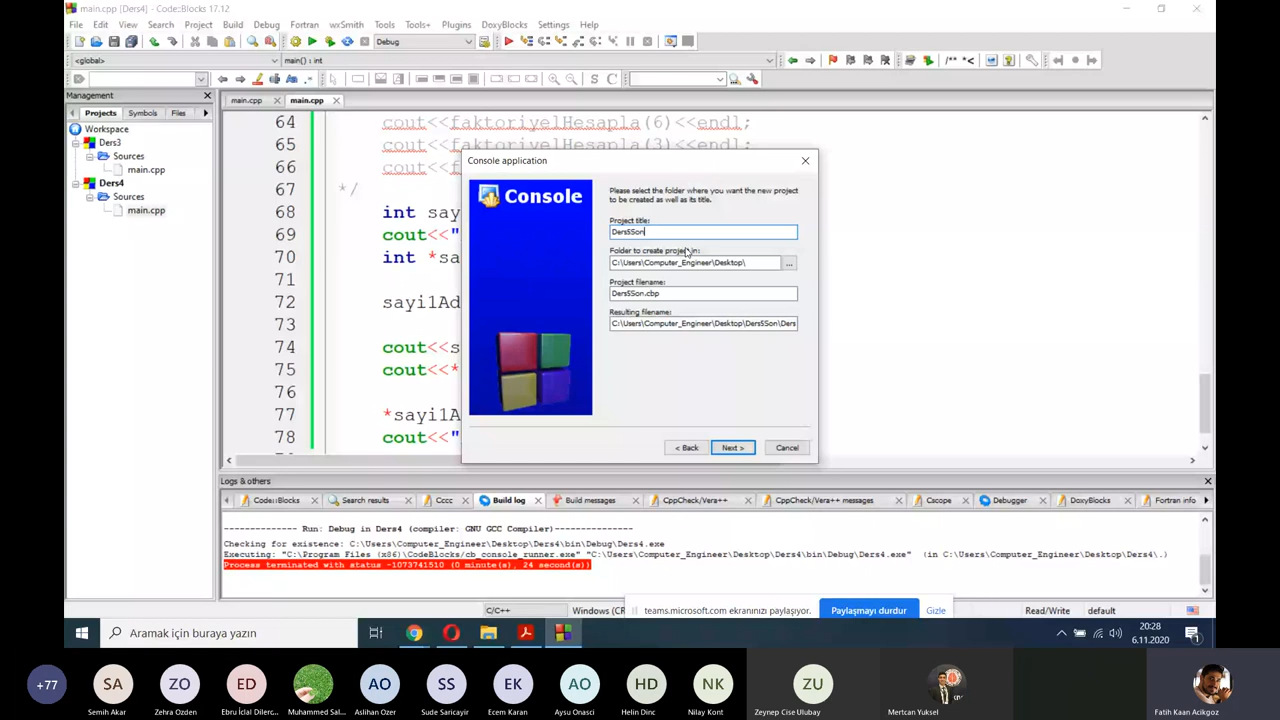 main.cpp [Ders4] - Code::Blocks 17.12
File Edit View Search Project Build Debug Fortran wxSmith Tools Tools+ Plugins DoxyBlocks Settings Help
Debug
<global> main() : int
/** *<
S C
Management
Projects Symbols Files
Workspace
Ders3
Sources
main.cpp
Ders4
Sources
main.cpp
main.cpp main.cpp
64 cout<<faktoriyelHesapla(6)<<endl;
65 cout<<faktoriyelHesapla(3)<<endl;
66 cout<<f
67 */
68 int say
69 cout<<"
70 int *sa
71
72 sayi1Ad
73
74 cout<<s
75 cout<<*
76
77 *sayi1A
78 cout<<"
Console application
Console
Please select the folder where you want the new project
to be created as well as its title.
Project title:
Ders5Son
Folder to create project in:
C:\Users\Computer_Engineer\Desktop\
...
Project filename:
Ders5Son.cbp
Resulting filename:
C:\Users\Computer_Engineer\Desktop\Ders5Son\Ders
< Back Next > Cancel
Logs & others
Code::Blocks Search results Cccc Build log Build messages CppCheck/Vera++ CppCheck/Vera++ messages Cscope Debugger DoxyBlocks Fortran info
-------------- Run: Debug in Ders4 (compiler: GNU GCC Compiler)---------------
Checking for existence: C:\Users\Computer_Engineer\Desktop\Ders4\bin\Debug\Ders4.exe
Executing: "C:\Program Files (x86)\CodeBlocks/cb_console_runner.exe" "C:\Users\Computer_Engineer\Desktop\Ders4\bin\Debug\Ders4.exe" (in C:\Users\Computer_Engineer\Desktop\Ders4\.)
Process terminated with status -1073741510 (0 minute(s), 24 second(s))
C/C++ Windows (CR Read/Write default
teams.microsoft.com ekranınızı paylaşıyor. Paylaşmayı durdur Gizle
Aramak için buraya yazın
20:28
6.11.2020
1
+77 SA ZO ED AO SS EK AO HD NK ZU
Semih Akar Zehra Ozden Ebru İclal Dilerc... Muhammed Sal... Aslihan Ozer Sude Saricayir Ecem Karan Aysu Onasci Helin Dinc Nilay Kont Zeynep Cise Ulubay Mertcan Yuksel Fatih Kaan Acikgoz